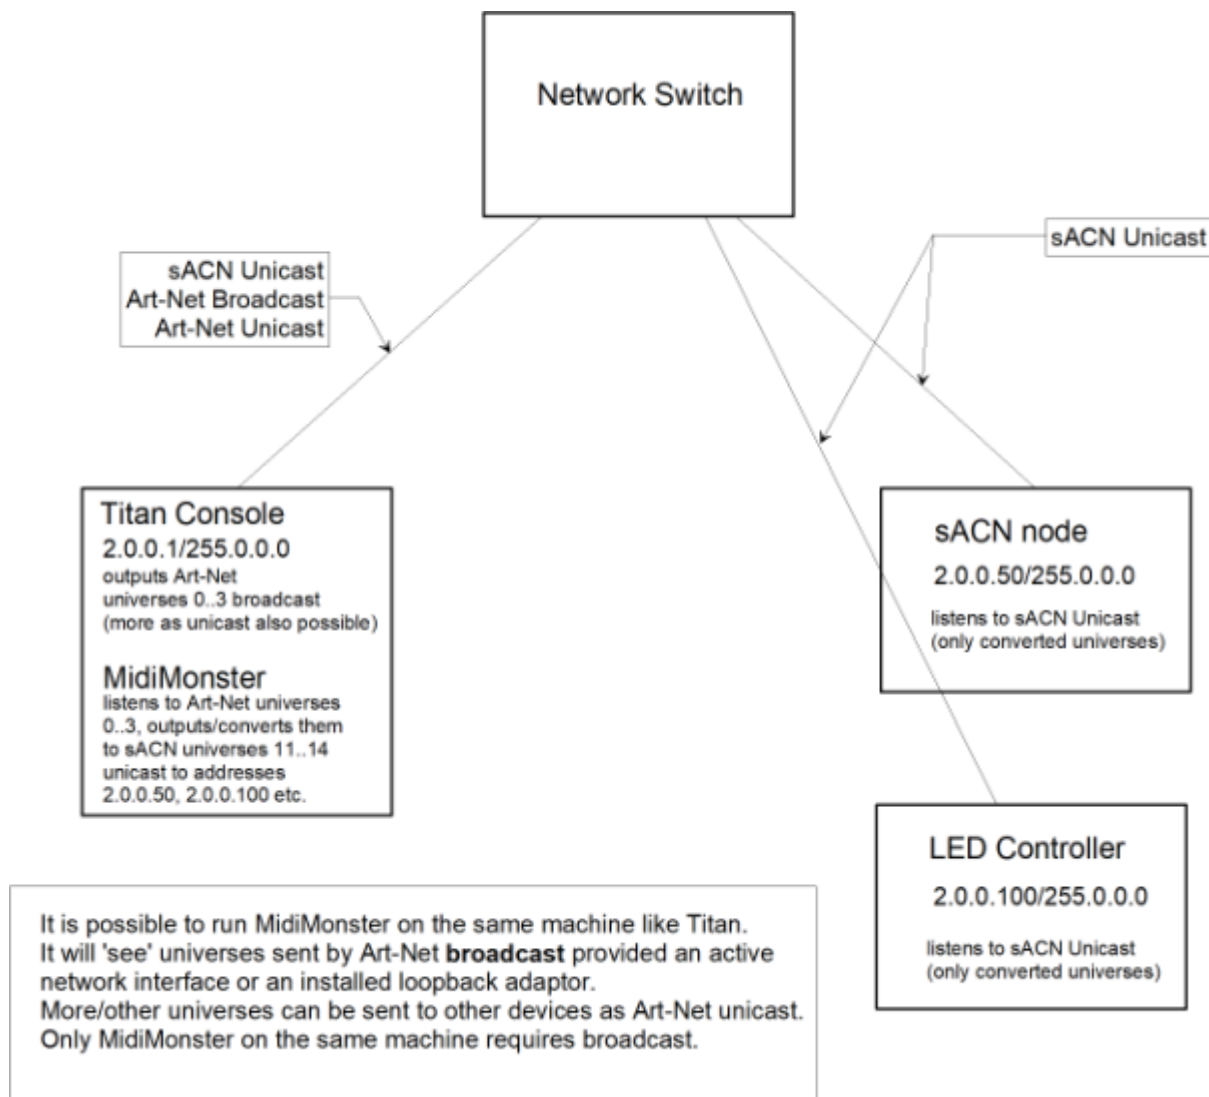 Network Switch
sACN Unicast
sACN Unicast
Art-Net Broadcast
Art-Net Unicast
Titan Console
2.0.0.1/255.0.0.0
outputs Art-Net
universes 0..3 broadcast
(more as unicast also possible)
MidiMonster
listens to Art-Net universes
0..3, outputs/converts them
to sACN universes 11..14
unicast to addresses
2.0.0.50, 2.0.0.100 etc.
sACN node
2.0.0.50/255.0.0.0
listens to sACN Unicast
(only converted universes)
LED Controller
2.0.0.100/255.0.0.0
listens to sACN Unicast
(only converted universes)
It is possible to run MidiMonster on the same machine like Titan.
It will 'see' universes sent by Art-Net broadcast provided an active
network interface or an installed loopback adaptor.
More/other universes can be sent to other devices as Art-Net unicast.
Only MidiMonster on the same machine requires broadcast.